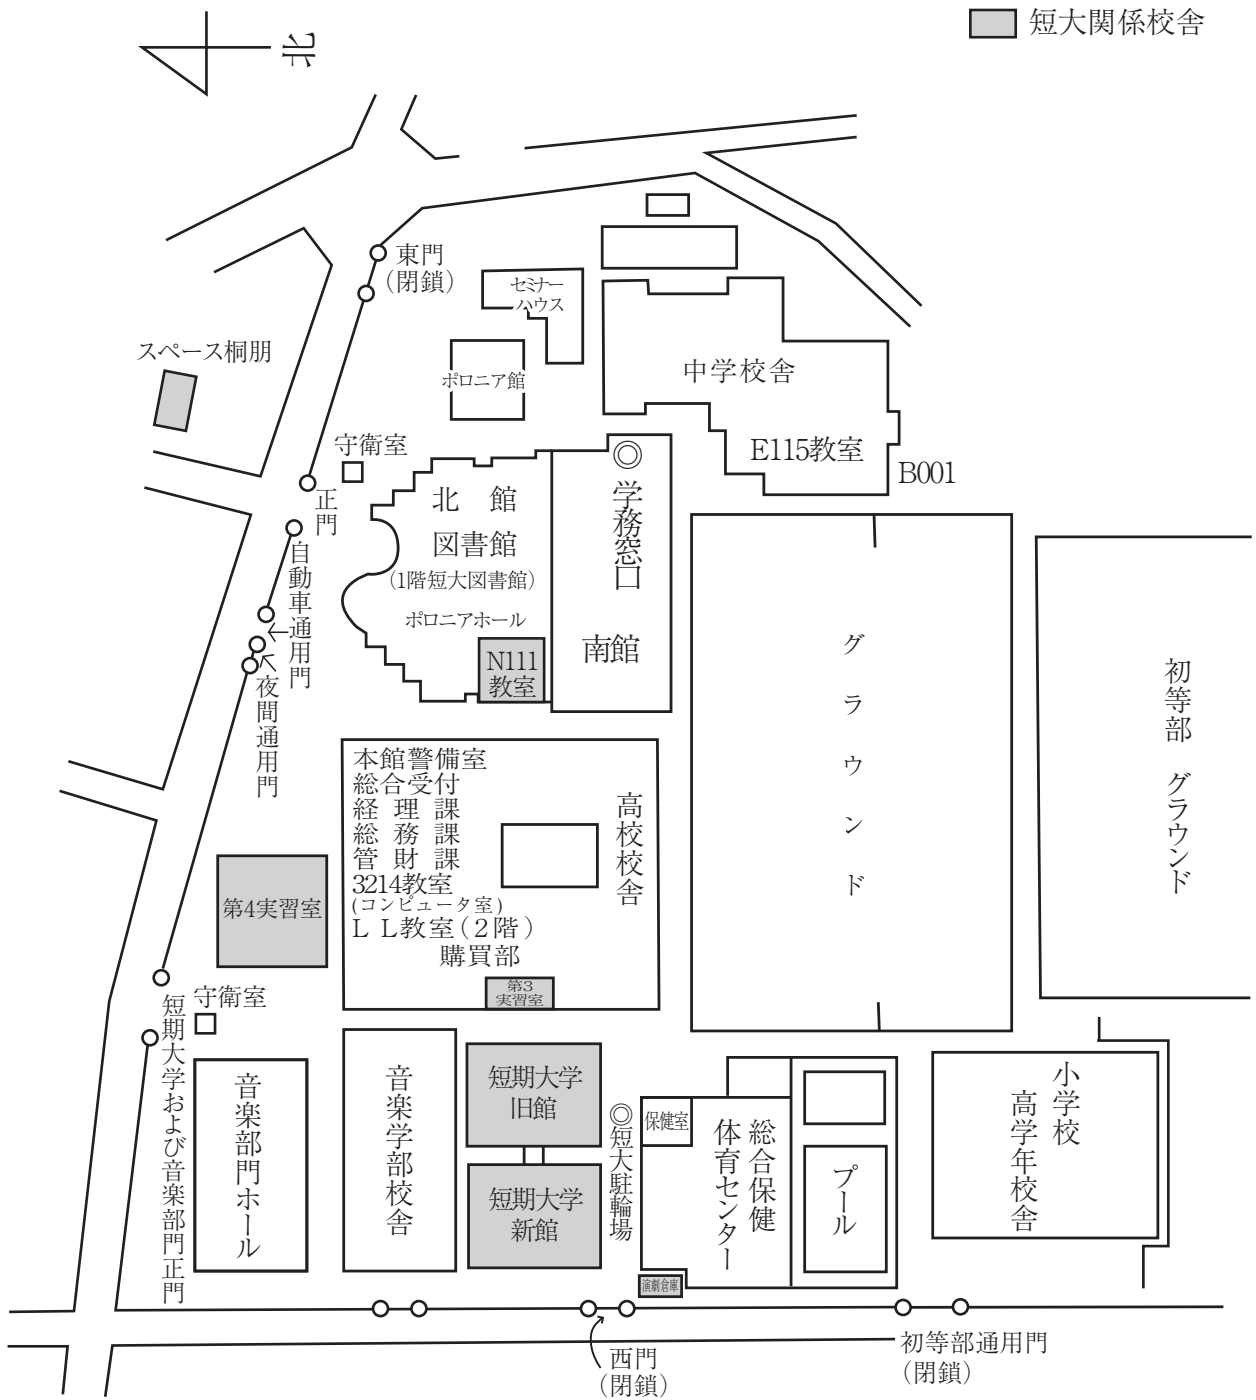 短大関係校舎
北
東門
(閉鎖)
セミナー
ハウス
スペース桐朋
ポロニア館
中学校舎
E115教室
B001
守衛室
正門
北 館
図書館
(1階短大図書館)
ポロニアホール
N111
教室
◎学務窓口
南館
自動車通用門
夜間通用門
グラウンド
初等部 グラウンド
本館警備室
総合受付
経 理 課
総 務 課
管 財 課
3214教室
(コンピュータ室)
L L教室(2階)
購買部
高校校舎
第4実習室
第3
実習室
守衛室
短期大学および音楽部門正門
音楽部門ホール
音楽学部校舎
短期大学
旧館
短期大学
新館
◎短大駐輪場
保健室
総合保健
体育センター
プール
小学校
高学年校舎
演劇倉庫
西門
(閉鎖)
初等部通用門
(閉鎖)